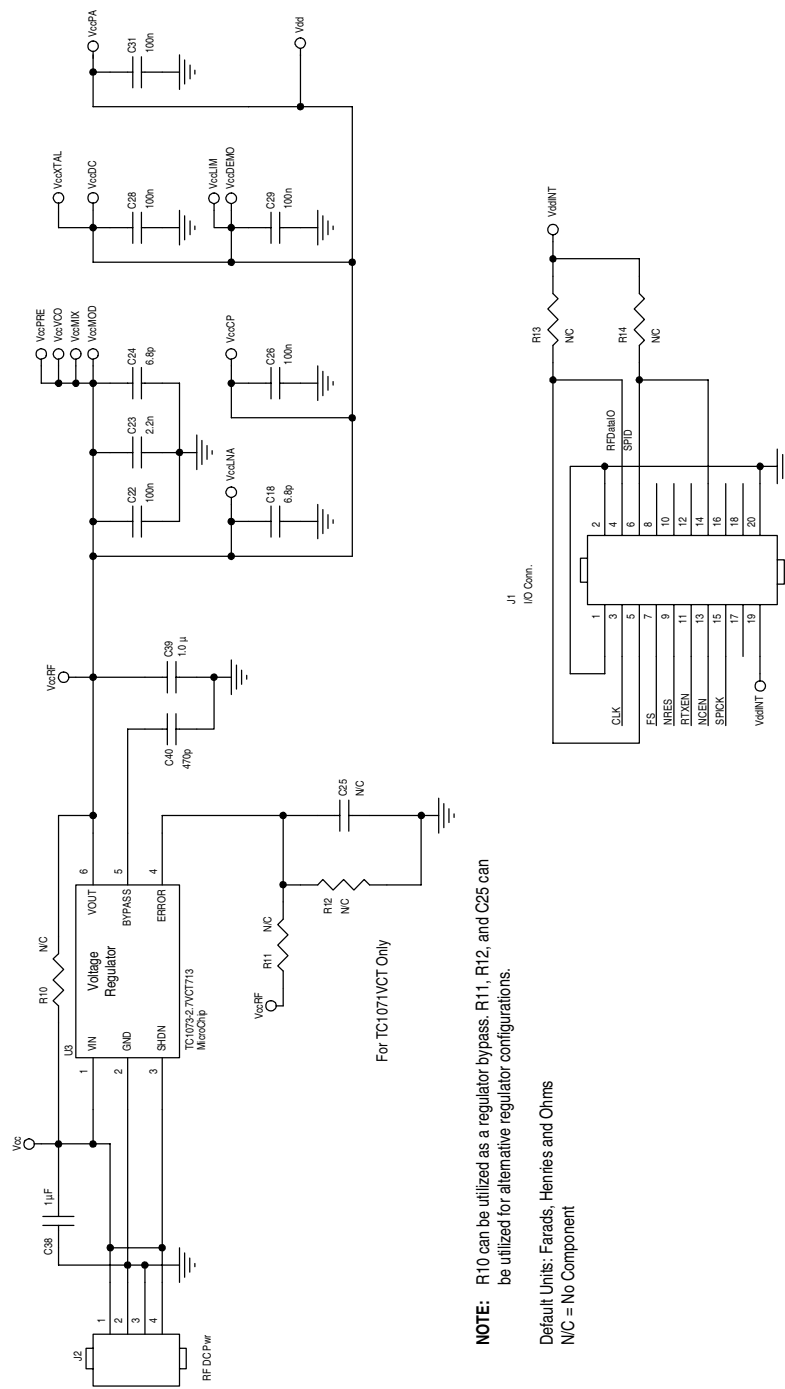 J2
RF DC Pwr
1
2
3
4
C38
1 µF
Vcc
R10
N/C
U3
1
2
3
VIN
GND
SHDN
Voltage
Regulator
VOUT
BYPASS
ERROR
6
5
4
TC1073-2.7VCT713
MicroChip
VccRF
C40
470p
C39
1.0 µ
VccRF
R11
N/C
R12
N/C
C25
N/C
For TC1071VCT Only
C22
100n
C23
2.2n
C24
6.8p
VccPRE
VccVCO
VccMIX
VccMOD
VccLNA
C18
6.8p
VccCP
C26
100n
VccXTAL
VccDC
C28
100n
VccLIM
VccDEMO
C29
100n
VccPA
C31
100n
Vdd
NOTE: R10 can be utilized as a regulator bypass. R11, R12, and C25 can
be utilized for alternative regulator configurations.
Default Units: Farads, Henries and Ohms
N/C = No Component
J1
I/O Conn.
CLK
FS
NRES
RTXEN
NCEN
SPICK
VddINT
1
3
5
7
9
11
13
15
17
19
2
4
6
8
10
12
14
16
18
20
RFDataIO
SPID
R13
N/C
R14
N/C
VddINT